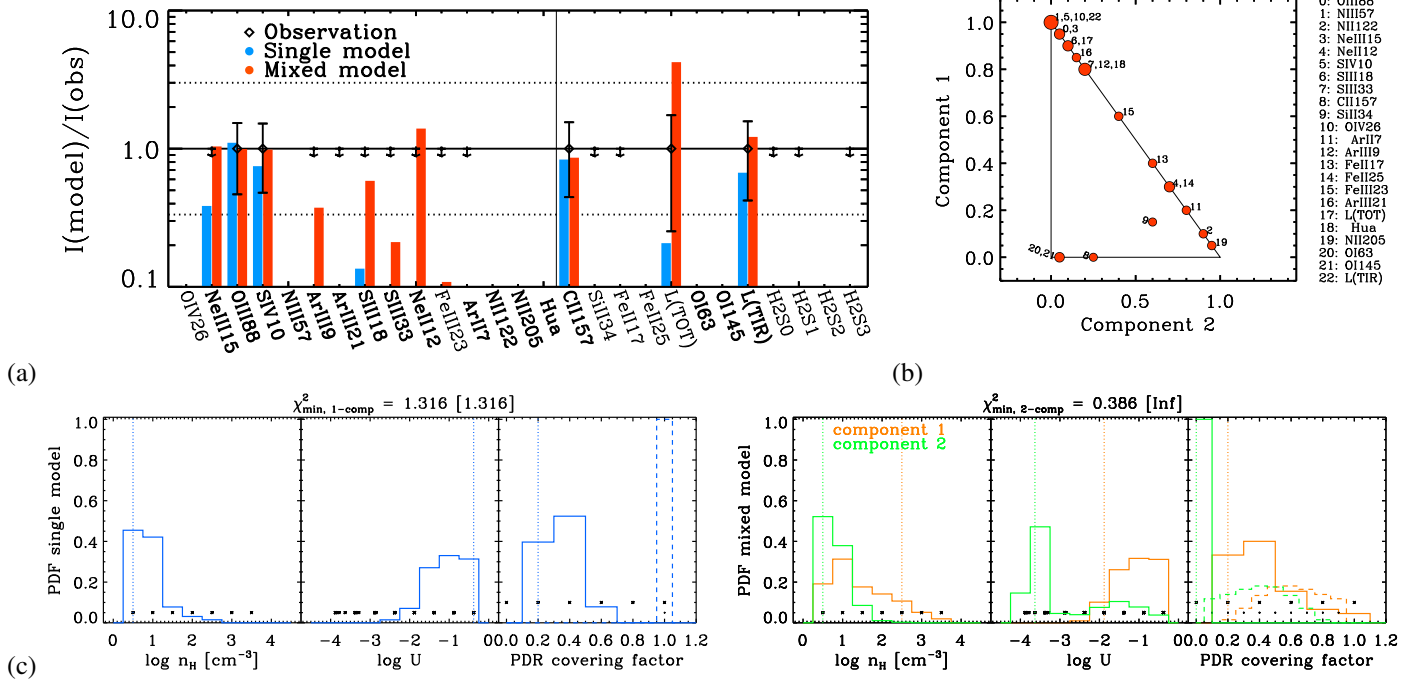 10.0
1.0
0.1
I(model)/I(obs)
Observation
Single model
Mixed model
OIV26
NeIII15
OIII88
SIV10
NIII57
ArIII9
ArIII21
SIII18
SIII33
NeII12
FeIII23
ArII7
NII122
NII205
Hua
CII157
SiII34
FeII17
FeII25
L(TOT)
OI63
OI145
L(TIR)
H2S0
H2S1
H2S2
H2S3
(a)
1.0
0.8
0.6
0.4
0.2
0.0
Component 1
1,5,10,22
0,3
6,17
16
7,12,18
15
13
4,14
11
9
2
19
20,21
8
0.0 0.5 1.0
Component 2
0: OIII88
1: NIII57
2: NII122
3: NeIII15
4: NeII12
5: SIV10
6: SIII18
7: SIII33
8: CII157
9: SiII34
10: OIV26
11: ArII7
12: ArIII9
13: FeII17
14: FeII25
15: FeIII23
16: ArIII21
17: L(TOT)
18: Hua
19: NII205
20: OI63
21: OI145
22: L(TIR)
(b)
χ²min, 1-comp = 1.316 [1.316]
PDF single model
1.0
0.8
0.6
0.4
0.2
0.0
0 1 2 3 4
log nH [cm⁻³]
−4 −3 −2 −1 0
log U
0.0 0.2 0.4 0.6 0.8 1.0 1.2
PDR covering factor
χ²min, 2-comp = 0.386 [Inf]
component 1
component 2
PDF mixed model
1.0
0.8
0.6
0.4
0.2
0.0
0 1 2 3 4
log nH [cm⁻³]
−4 −3 −2 −1 0
log U
0.0 0.2 0.4 0.6 0.8 1.0 1.2
PDR covering factor
(c)